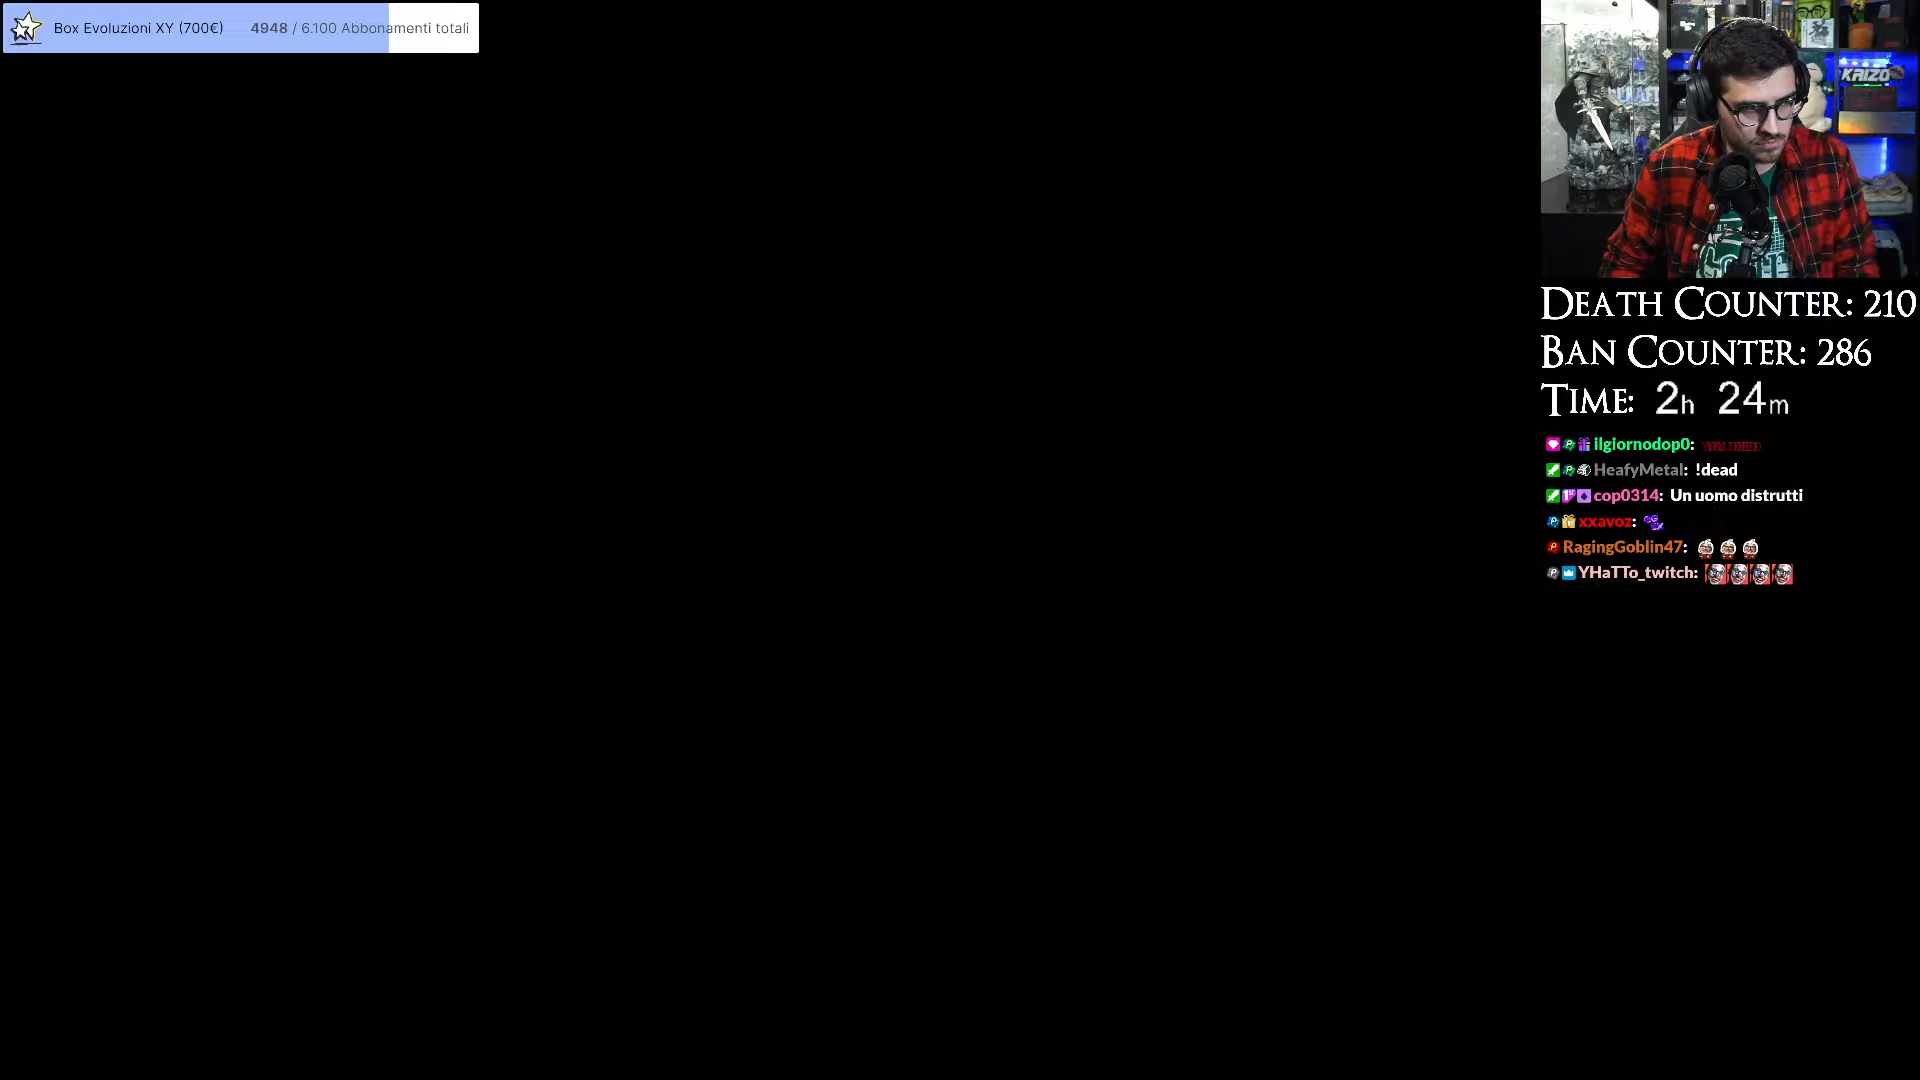 Box Evoluzioni XY (700€) 4948 / 6.100 Abbonamenti totali
KAIZO
DEATH COUNTER: 210
BAN COUNTER: 286
TIME: 2h 24m
ilgiornodop0:
HeafyMetal: !dead
cop0314: Un uomo distrutti
xxavoz:
RagingGoblin47:
YHaTTo_twitch: